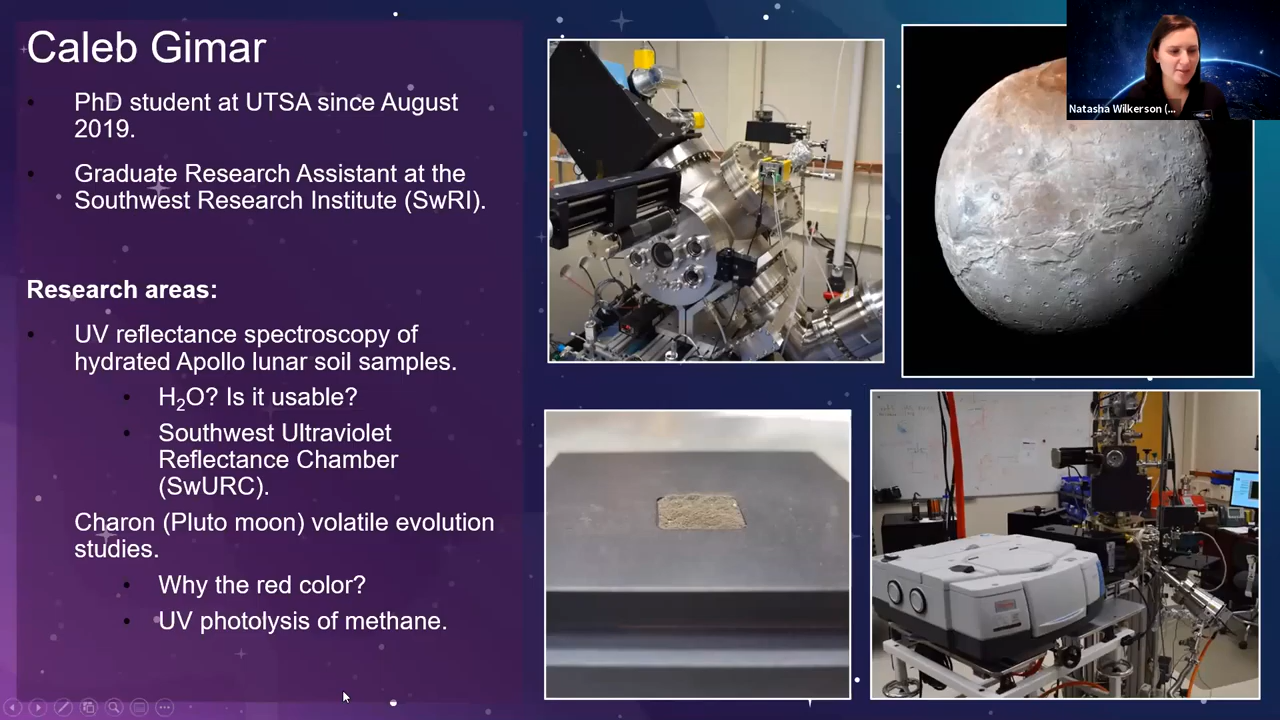 Caleb Gimar
PhD student at UTSA since August
2019.
Graduate Research Assistant at the
Southwest Research Institute (SwRI).
Research areas:
UV reflectance spectroscopy of
hydrated Apollo lunar soil samples.
H₂O? Is it usable?
Southwest Ultraviolet
Reflectance Chamber
(SwURC).
Charon (Pluto moon) volatile evolution
studies.
Why the red color?
UV photolysis of methane.
Natasha Wilkerson (...